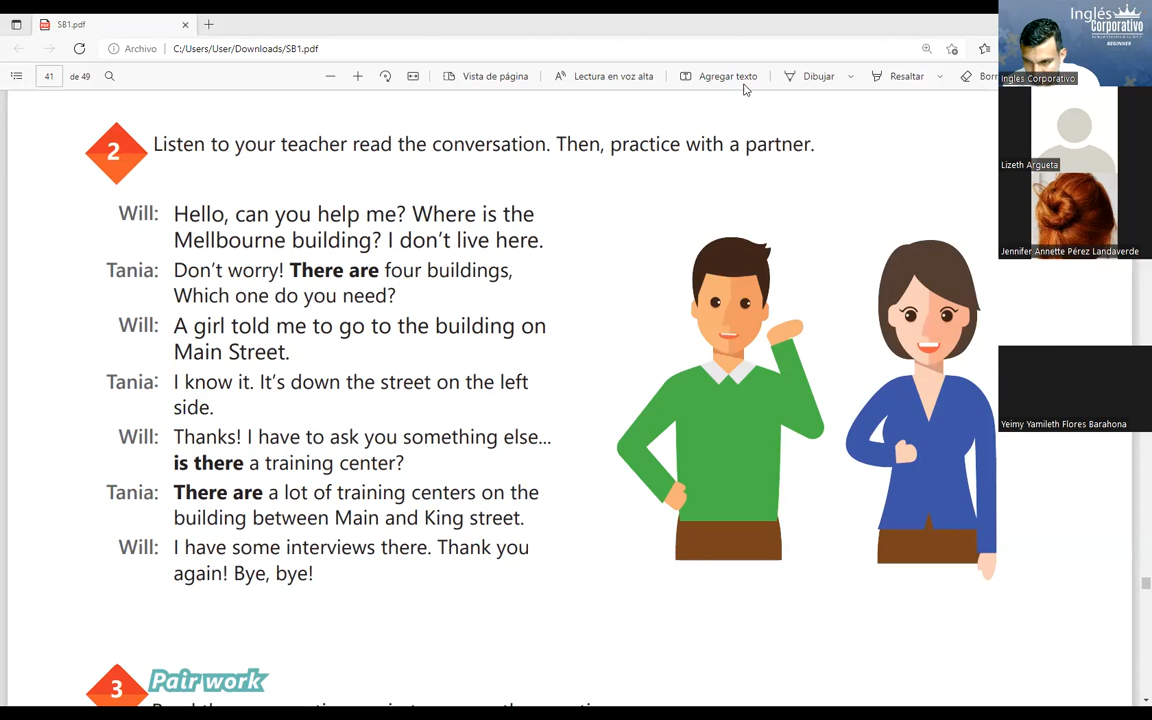 SB1.pdf
Archivo
C:/Users/User/Downloads/SB1.pdf
41
de 49
Vista de página
Lectura en voz alta
Agregar texto
Dibujar
Resaltar
Borr
2
Listen to your teacher read the conversation. Then, practice with a partner.
Will: Hello, can you help me? Where is the
Mellbourne building? I don't live here.
Tania: Don't worry! There are four buildings,
Which one do you need?
Will: A girl told me to go to the building on
Main Street.
Tania: I know it. It's down the street on the left
side.
Will: Thanks! I have to ask you something else...
is there a training center?
Tania: There are a lot of training centers on the
building between Main and King street.
Will: I have some interviews there. Thank you
again! Bye, bye!
3
Pair work
Inglés
Corporativo
BEGINNER
Inglés Corporativo
Lizeth Argueta
Jennifer Annette Pérez Landaverde
Yeimy Yamileth Flores Barahona